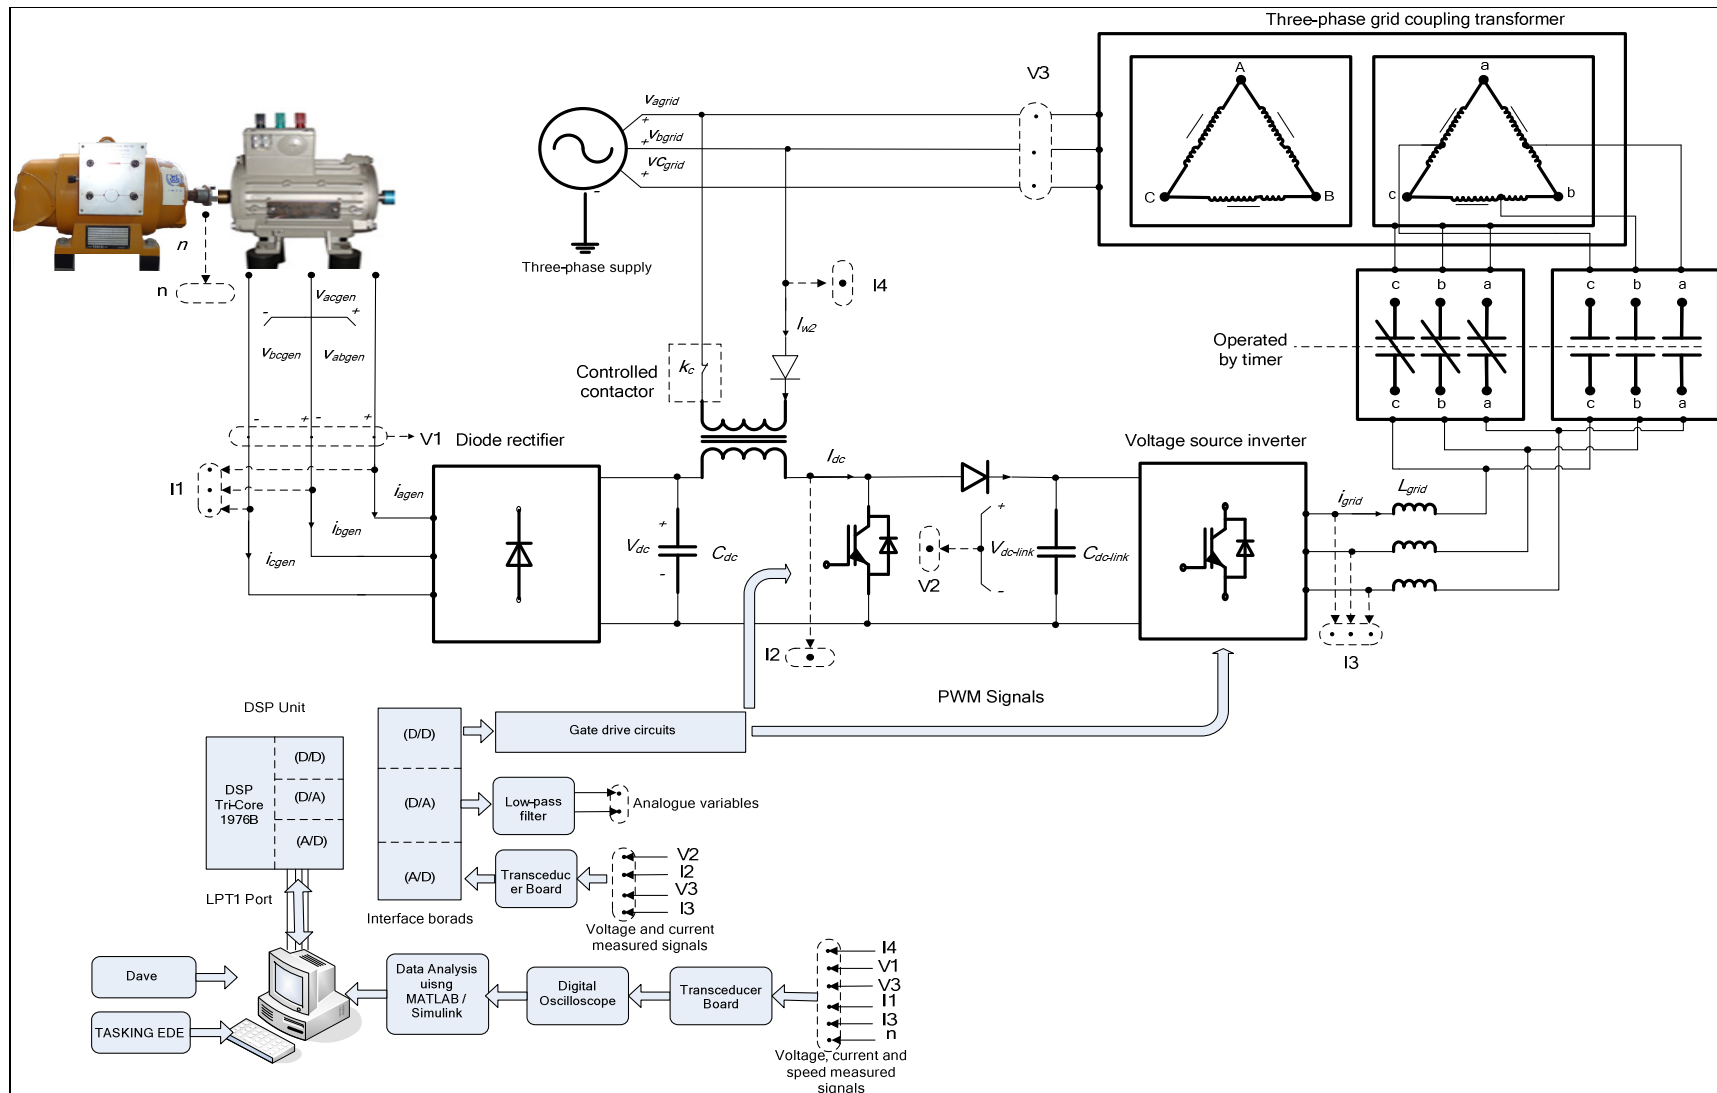 Three-phase grid coupling transformer
V3
A
C
B
a
c
b
vagrid
+
vbgrid
+
vcgrid
+
-
Three-phase supply
n
n
vacgen
-
+
vbcgen
vabgen
I4
Iw2
Controlled
contactor
kc
Operated
by timer
c b a
c b a
c b a
c b a
- + - +
V1
Diode rectifier
I1
iagen
ibgen
icgen
Idc
+
Vdc
-
Cdc
+
Vdc-link
-
V2
Cdc-link
Voltage source inverter
igrid
Lgrid
I2
I3
PWM Signals
DSP Unit
DSP
Tri-Core
1976B
(D/D)
(D/A)
(A/D)
LPT1 Port
(D/D)
(D/A)
(A/D)
Interface borads
Gate drive circuits
Low-pass
filter
Analogue variables
Transceduc
er Board
V2
I2
V3
I3
Voltage and current
measured signals
Dave
TASKING EDE
Data Analysis
uisng
MATLAB /
Simulink
Digital
Oscilloscope
Transceducer
Board
I4
V1
V3
I1
I3
n
Voltage, current and
speed measured
signals